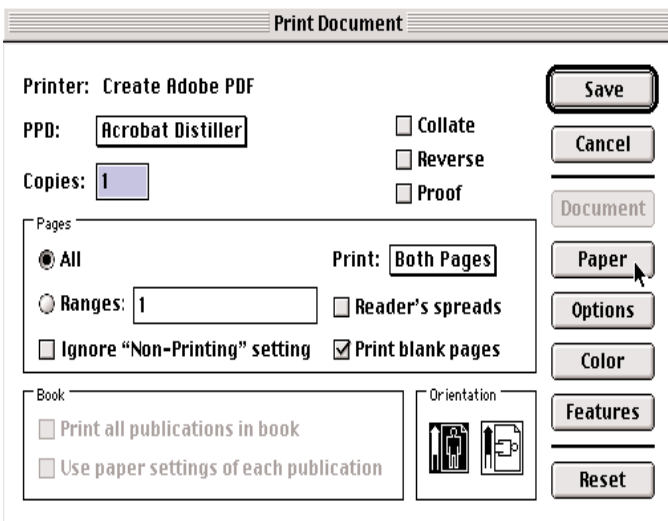 Print Document
Printer: Create Adobe PDF
PPD: Acrobat Distiller
Copies: 1
Collate
Reverse
Proof
Pages
All
Print: Both Pages
Ranges: 1
Reader's spreads
Ignore “Non-Printing” setting
Print blank pages
Book
Print all publications in book
Use paper settings of each publication
Orientation
Save
Cancel
Document
Paper
Options
Color
Features
Reset